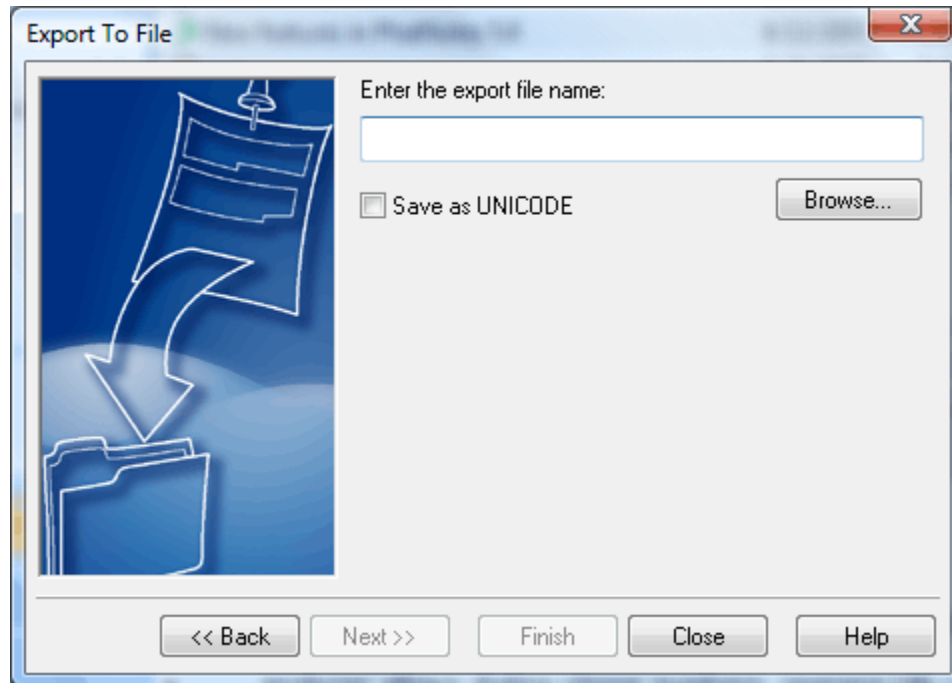 Export To File
Enter the export file name:
Save as UNICODE
Browse...
<< Back
Next >>
Finish
Close
Help